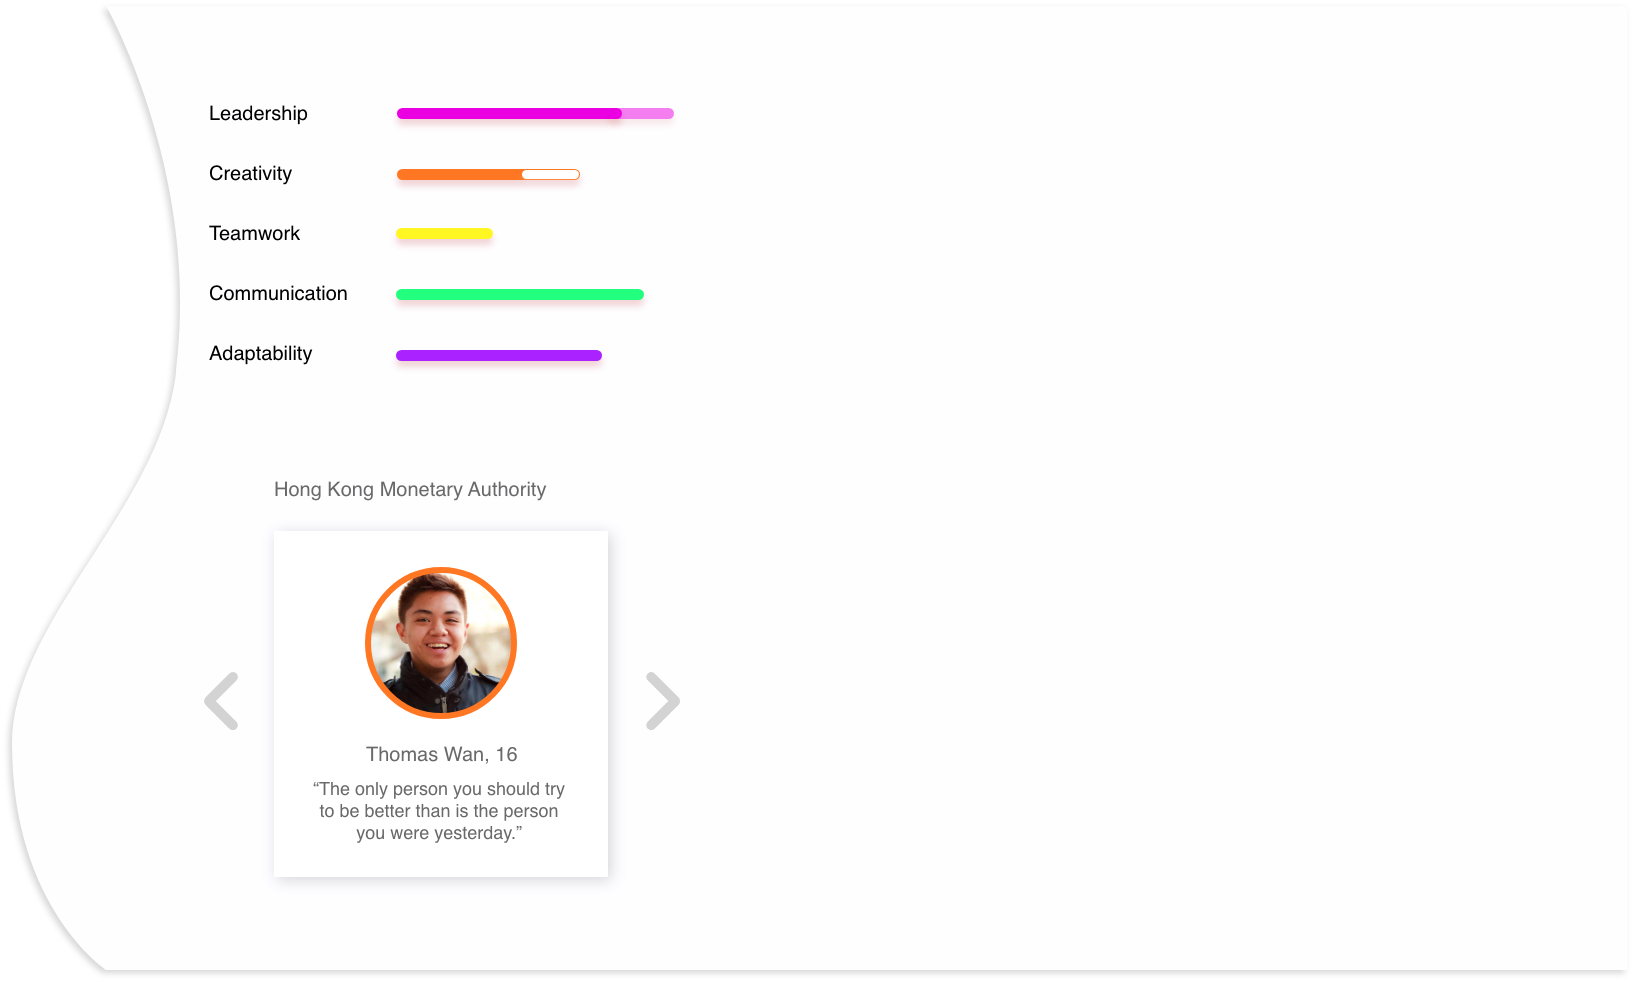 Leadership
Creativity
Teamwork
Communication
Adaptability
Hong Kong Monetary Authority
Thomas Wan, 16
“The only person you should try
to be better than is the person
you were yesterday.”